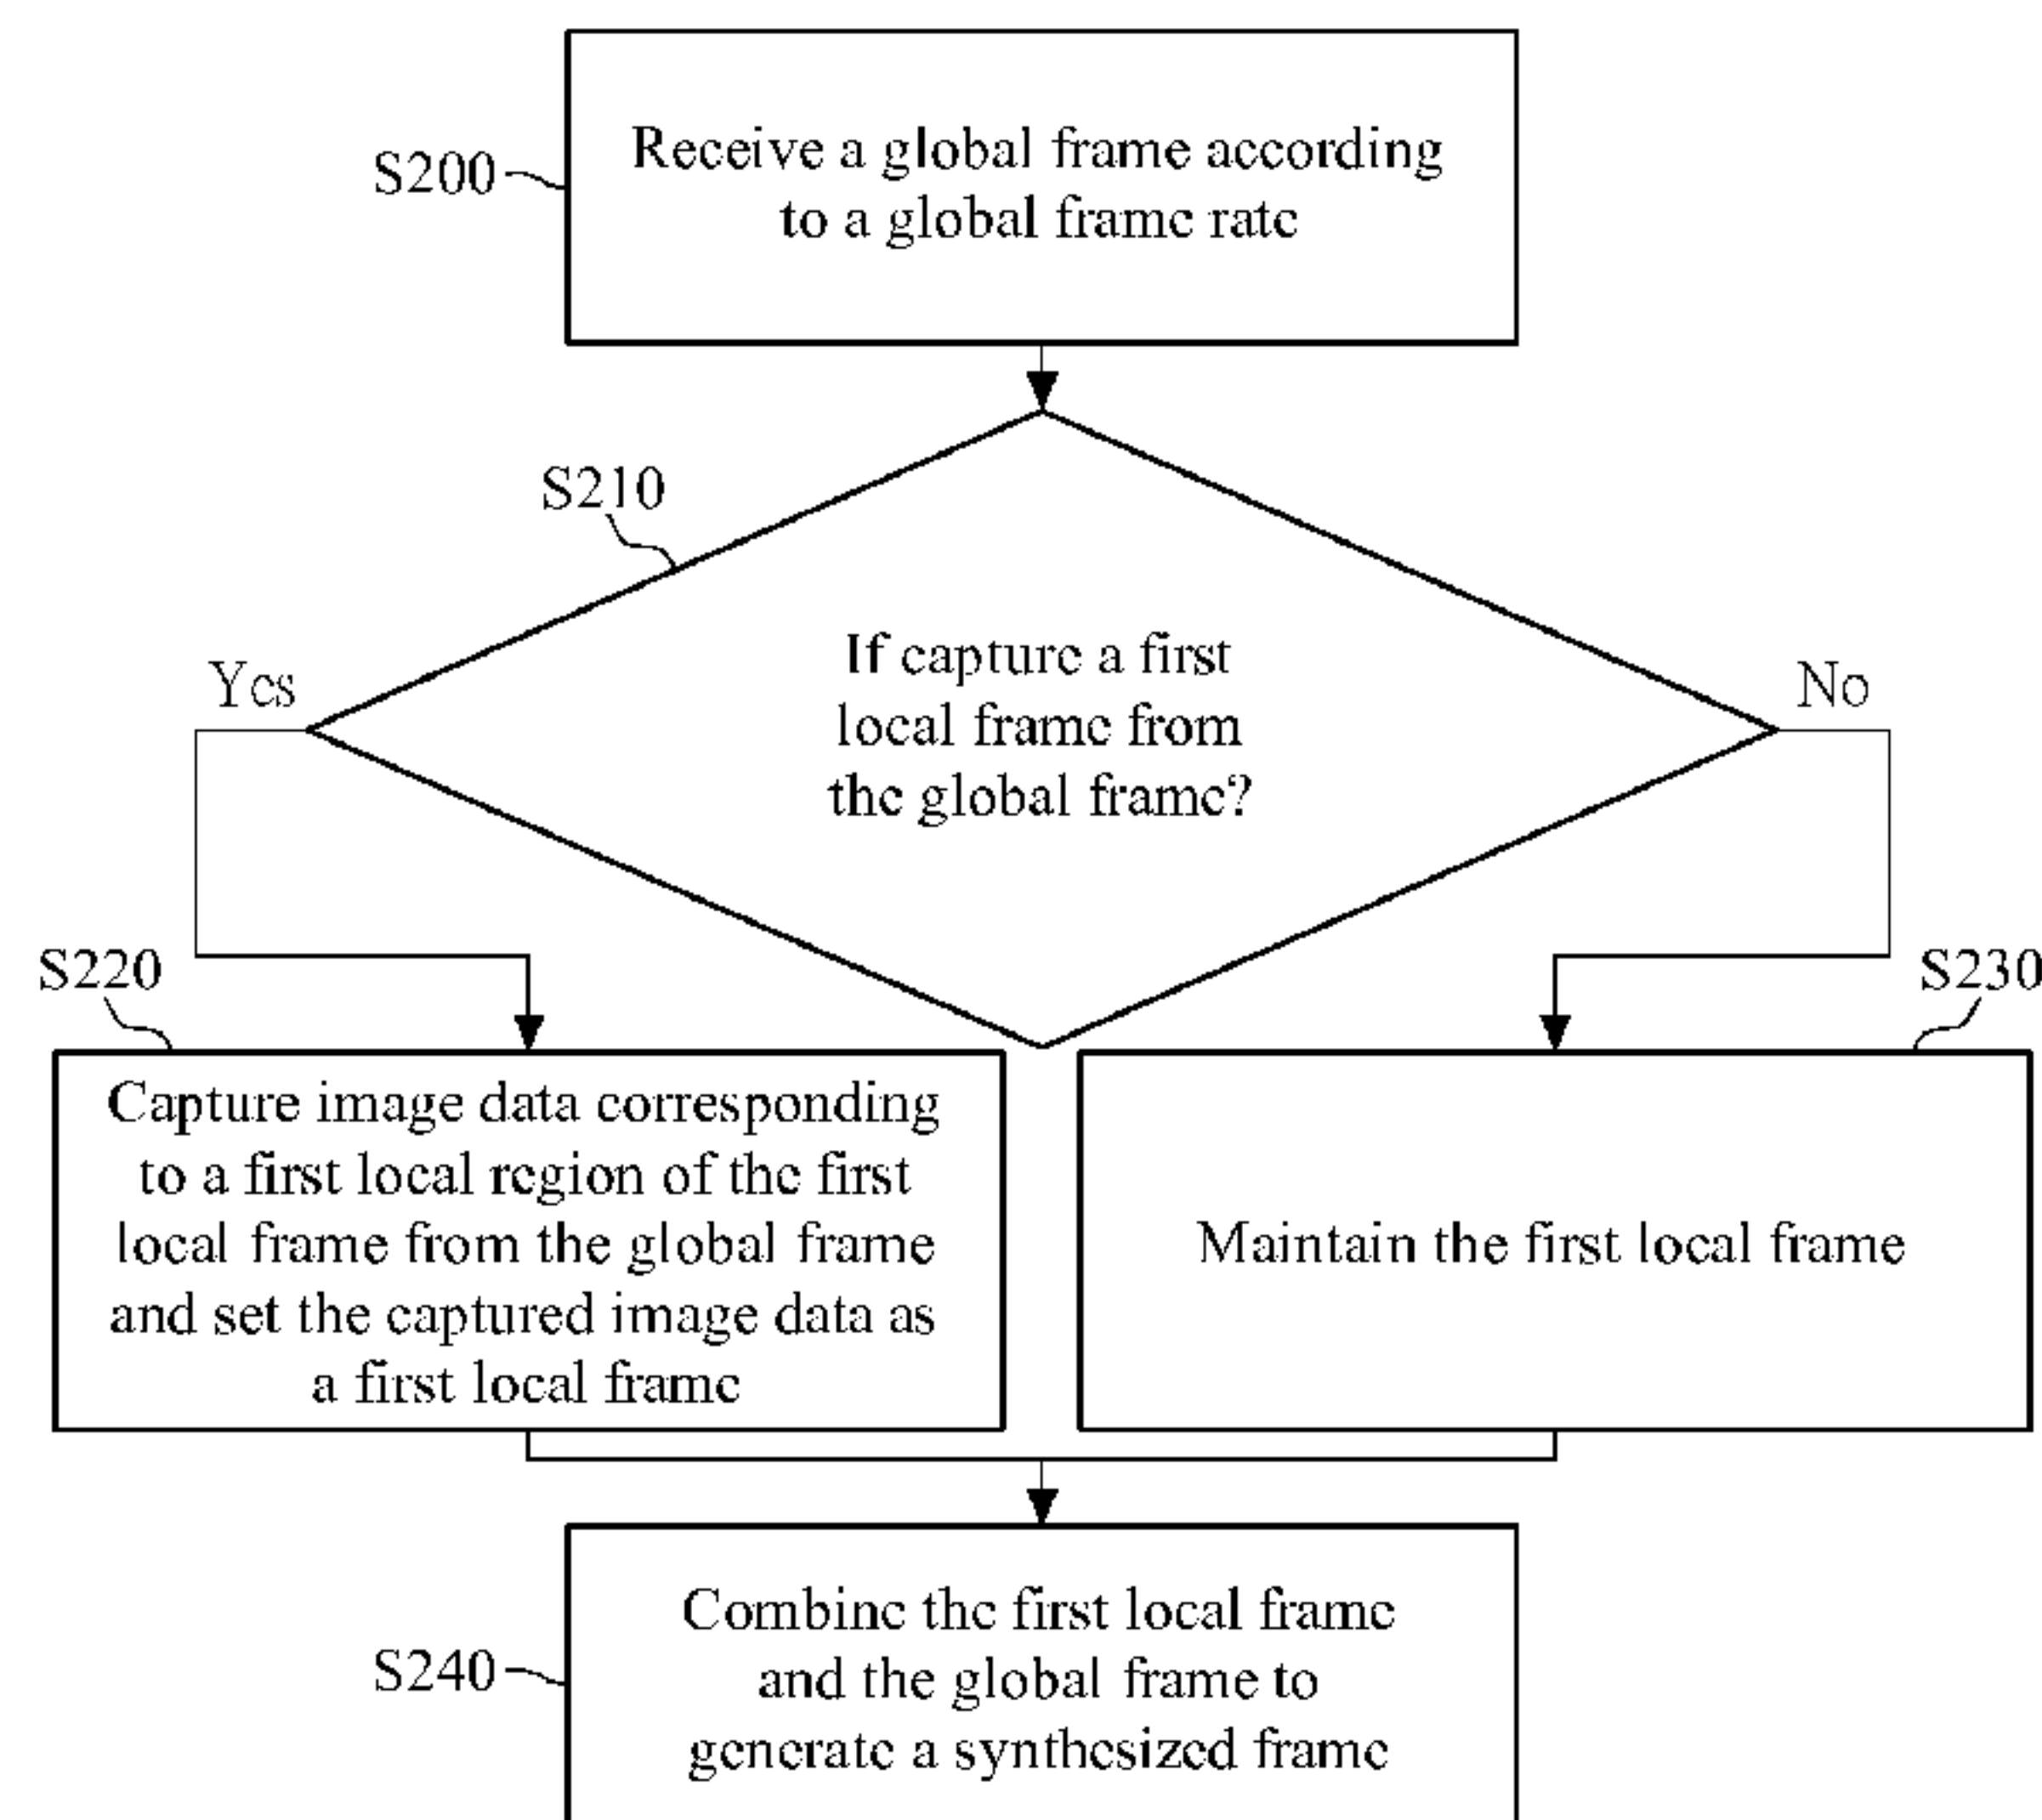 S200
Receive a global frame according
to a global frame rate
S210
If capture a first
local frame from
the global frame?
Yes
No
S220
Capture image data corresponding
to a first local region of the first
local frame from the global frame
and set the captured image data as
a first local frame
S230
Maintain the first local frame
S240
Combine the first local frame
and the global frame to
generate a synthesized frame